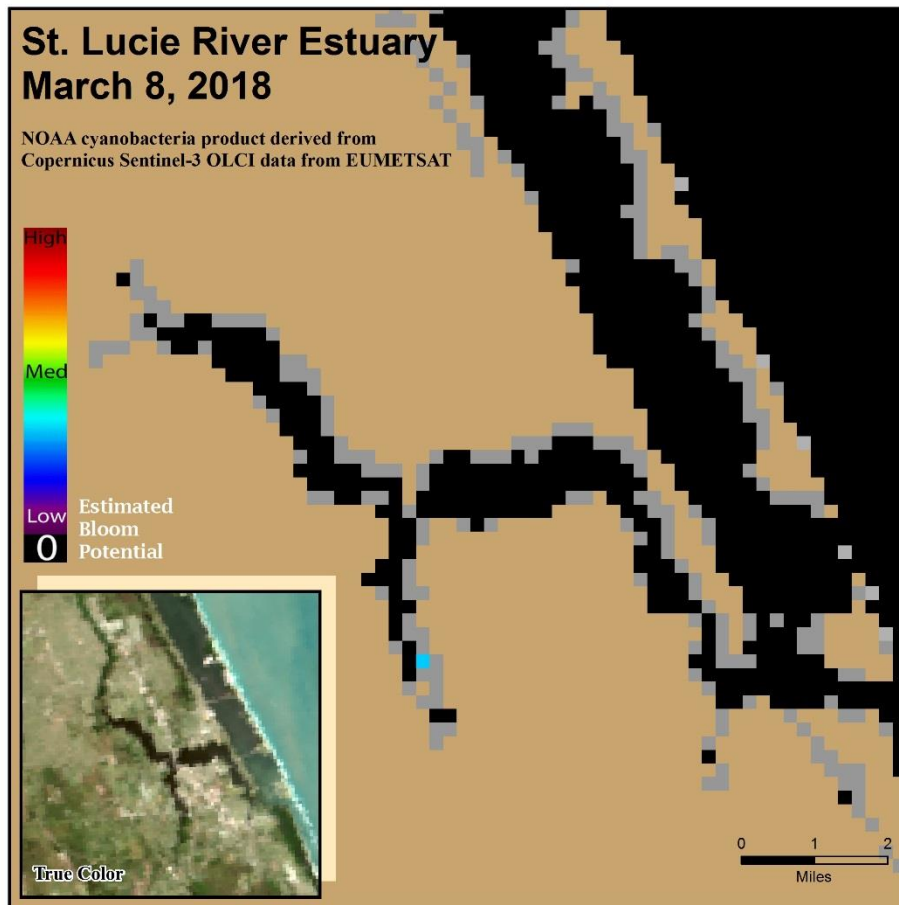 St. Lucie River Estuary
March 8, 2018
NOAA cyanobacteria product derived from
Copernicus Sentinel-3 OLCI data from EUMETSAT
High
Med
Low
0
Estimated
Bloom
Potential
True Color
0 1 2
Miles